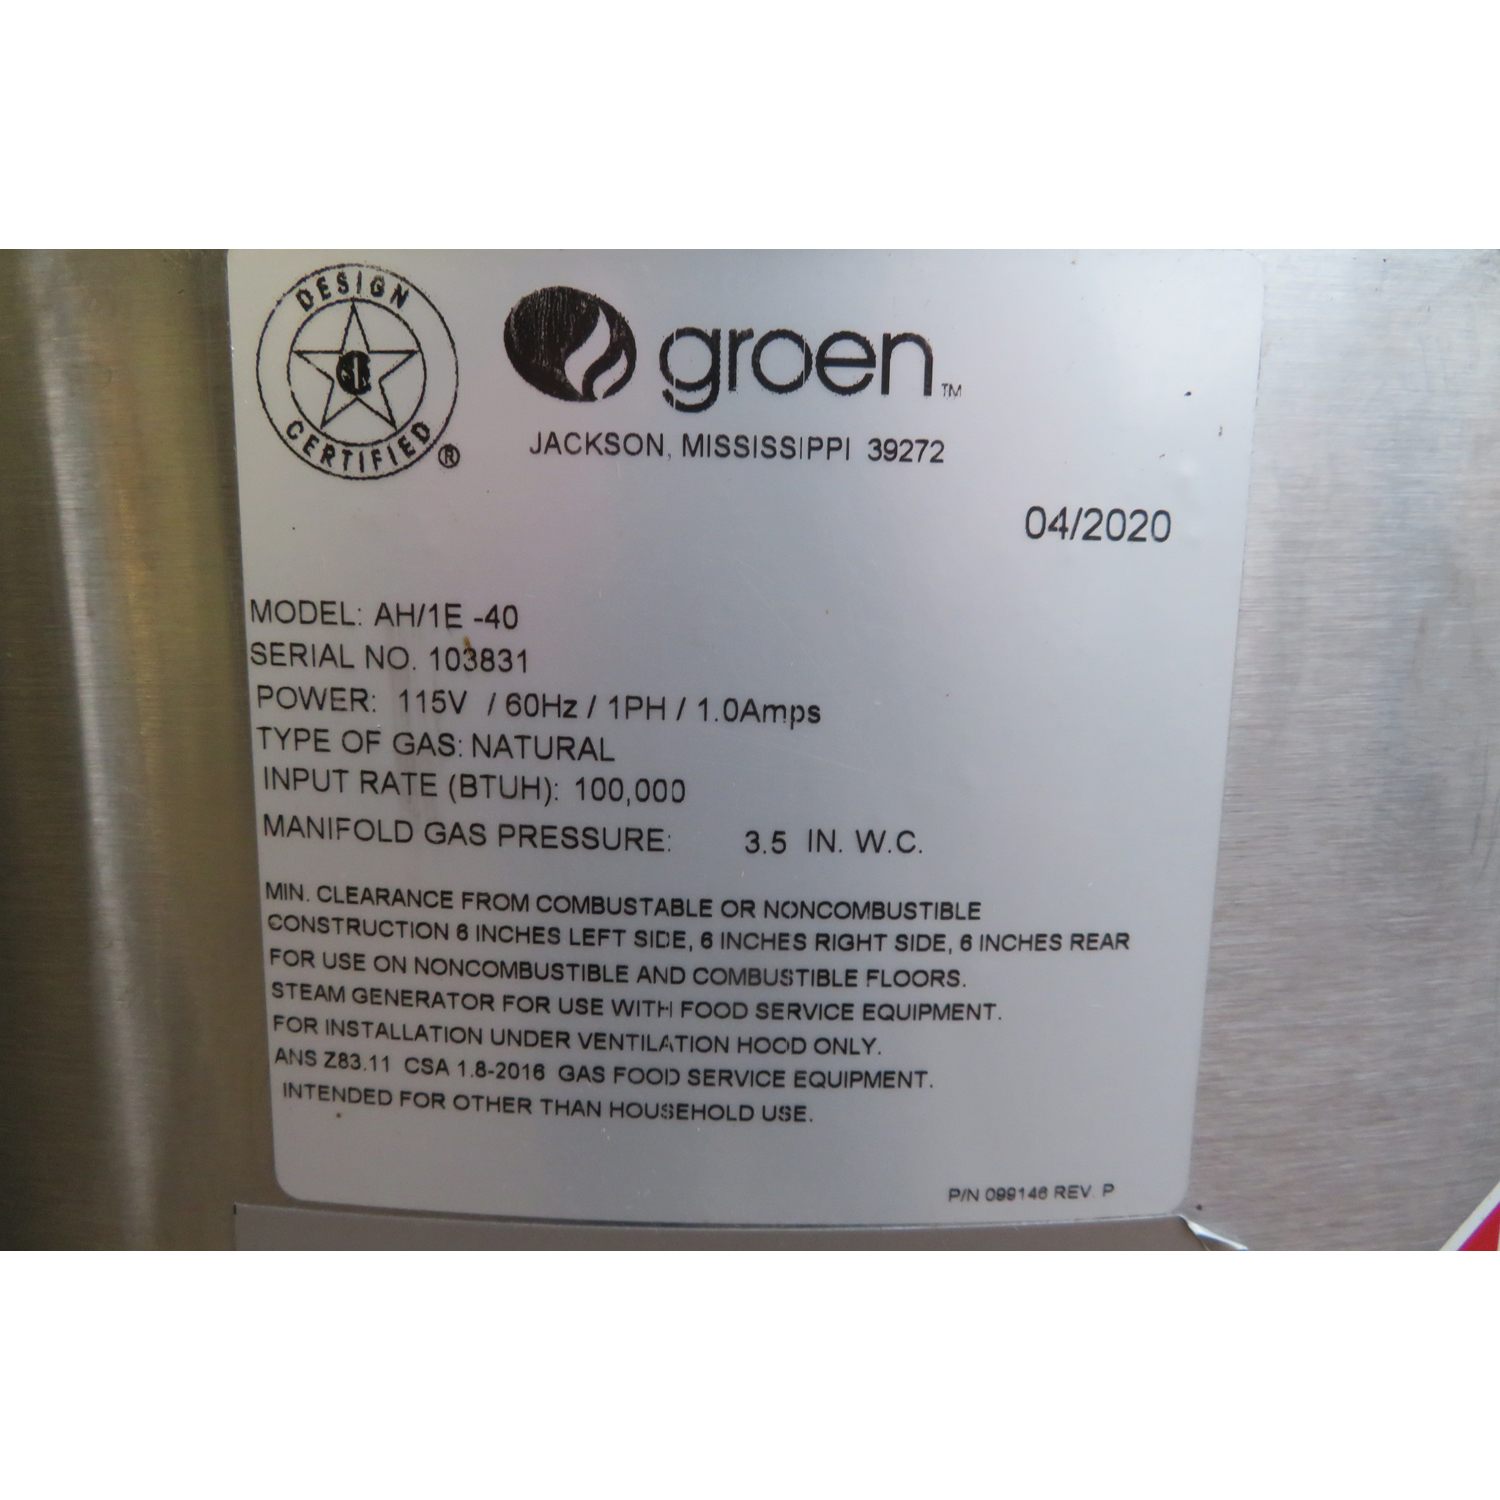 DESIGN
CERTIFIED ®
groen™
JACKSON, MISSISSIPPI 39272
04/2020
MODEL: AH/1E -40
SERIAL NO. 103831
POWER: 115V / 60Hz / 1PH / 1.0Amps
TYPE OF GAS: NATURAL
INPUT RATE (BTUH): 100,000
MANIFOLD GAS PRESSURE: 3.5 IN. W.C.
MIN. CLEARANCE FROM COMBUSTABLE OR NONCOMBUSTIBLE
CONSTRUCTION 6 INCHES LEFT SIDE, 6 INCHES RIGHT SIDE, 6 INCHES REAR
FOR USE ON NONCOMBUSTIBLE AND COMBUSTIBLE FLOORS.
STEAM GENERATOR FOR USE WITH FOOD SERVICE EQUIPMENT.
FOR INSTALLATION UNDER VENTILATION HOOD ONLY.
ANS Z83.11 CSA 1.8-2016 GAS FOOD SERVICE EQUIPMENT.
INTENDED FOR OTHER THAN HOUSEHOLD USE.
P/N 099146 REV. P